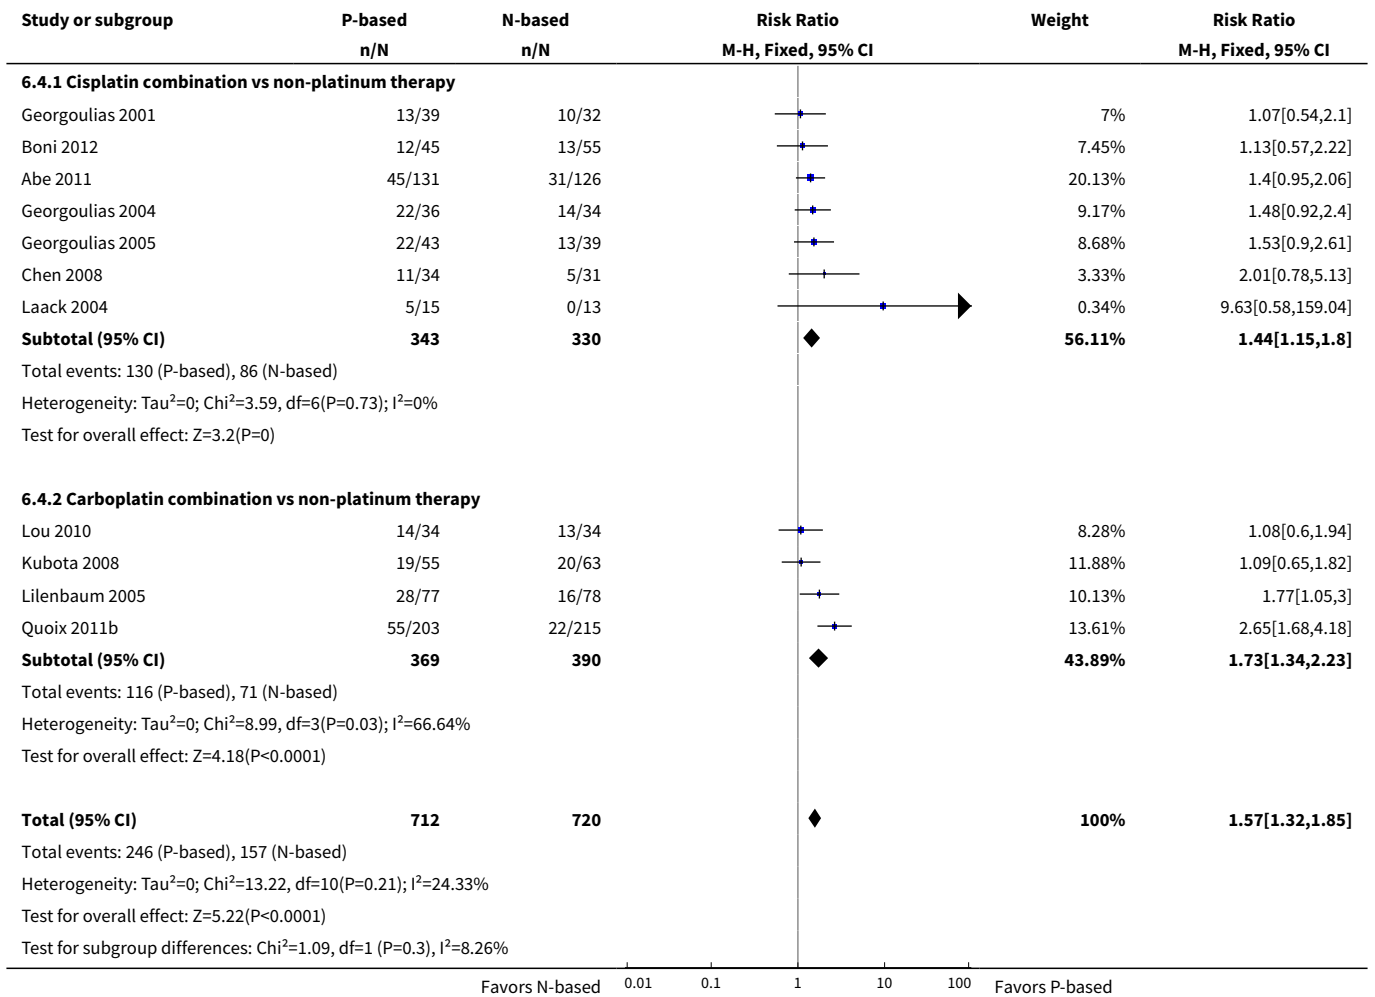 Study or subgroup P-based N-based Risk Ratio Weight Risk Ratio
n/N n/N M-H, Fixed, 95% CI M-H, Fixed, 95% CI
6.4.1 Cisplatin combination vs non-platinum therapy
Georgoulias 2001 13/39 10/32 7% 1.07[0.54,2.1]
Boni 2012 12/45 13/55 7.45% 1.13[0.57,2.22]
Abe 2011 45/131 31/126 20.13% 1.4[0.95,2.06]
Georgoulias 2004 22/36 14/34 9.17% 1.48[0.92,2.4]
Georgoulias 2005 22/43 13/39 8.68% 1.53[0.9,2.61]
Chen 2008 11/34 5/31 3.33% 2.01[0.78,5.13]
Laack 2004 5/15 0/13 0.34% 9.63[0.58,159.04]
Subtotal (95% CI) 343 330 56.11% 1.44[1.15,1.8]
Total events: 130 (P-based), 86 (N-based)
Heterogeneity: Tau²=0; Chi²=3.59, df=6(P=0.73); I²=0%
Test for overall effect: Z=3.2(P=0)
6.4.2 Carboplatin combination vs non-platinum therapy
Lou 2010 14/34 13/34 8.28% 1.08[0.6,1.94]
Kubota 2008 19/55 20/63 11.88% 1.09[0.65,1.82]
Lilenbaum 2005 28/77 16/78 10.13% 1.77[1.05,3]
Quoix 2011b 55/203 22/215 13.61% 2.65[1.68,4.18]
Subtotal (95% CI) 369 390 43.89% 1.73[1.34,2.23]
Total events: 116 (P-based), 71 (N-based)
Heterogeneity: Tau²=0; Chi²=8.99, df=3(P=0.03); I²=66.64%
Test for overall effect: Z=4.18(P<0.0001)
Total (95% CI) 712 720 100% 1.57[1.32,1.85]
Total events: 246 (P-based), 157 (N-based)
Heterogeneity: Tau²=0; Chi²=13.22, df=10(P=0.21); I²=24.33%
Test for overall effect: Z=5.22(P<0.0001)
Test for subgroup differences: Chi²=1.09, df=1 (P=0.3), I²=8.26%
Favors N-based 0.01 0.1 1 10 100 Favors P-based